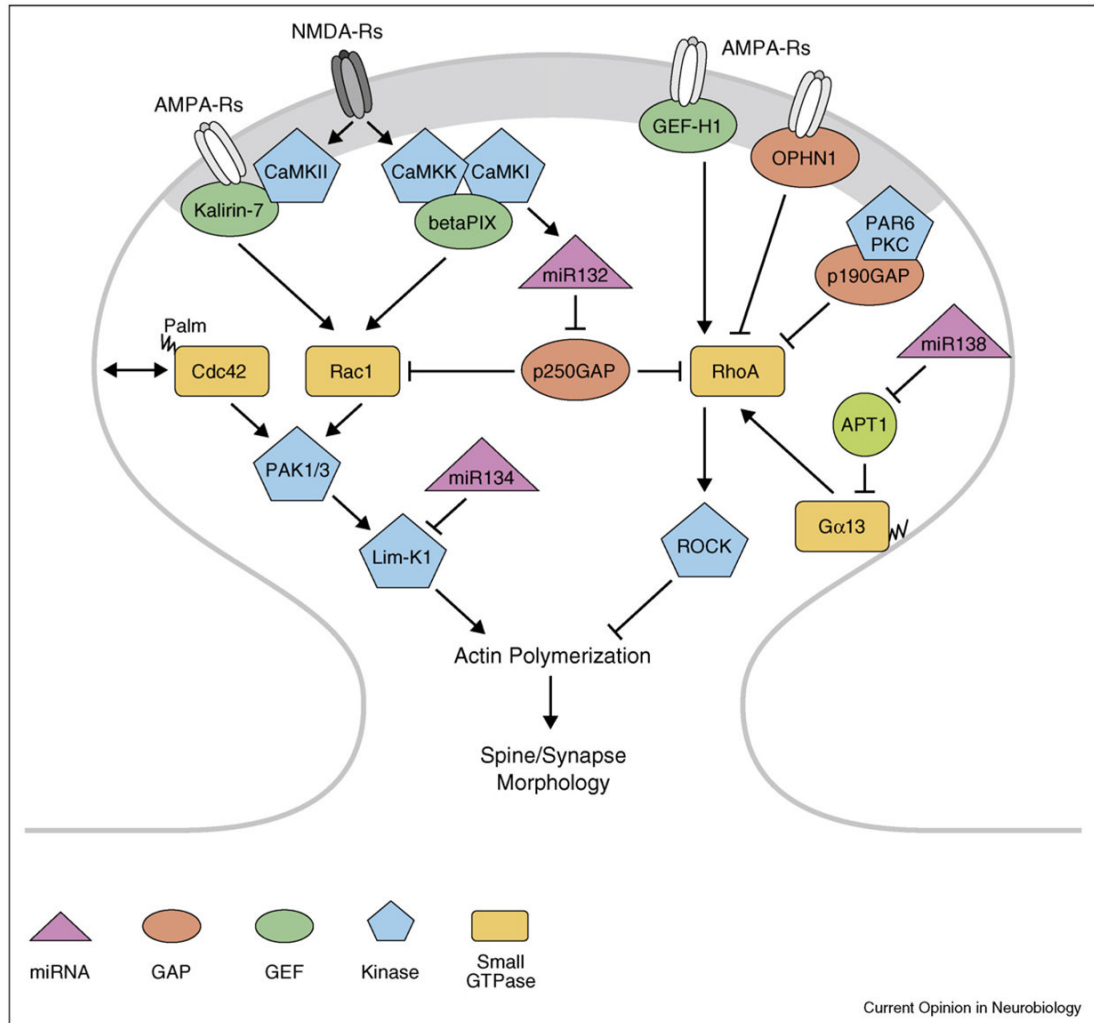 NMDA-Rs
AMPA-Rs
AMPA-Rs
GEF-H1
OPHN1
CaMKII
CaMKK
CaMKI
Kalirin-7
betaPIX
PAR6
PKC
p190GAP
miR132
miR138
Palm
Cdc42
Rac1
p250GAP
RhoA
APT1
PAK1/3
miR134
Gα13
Lim-K1
ROCK
Actin Polymerization
Spine/Synapse
Morphology
miRNA
GAP
GEF
Kinase
Small
GTPase
Current Opinion in Neurobiology